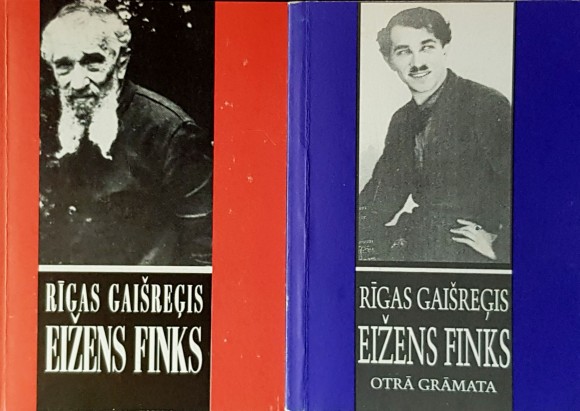 RĪGAS GAIŠREĢIS
EIŽENS FINKS
RĪGAS GAIŠREĢIS
EIŽENS FINKS
OTRĀ GRĀMATA